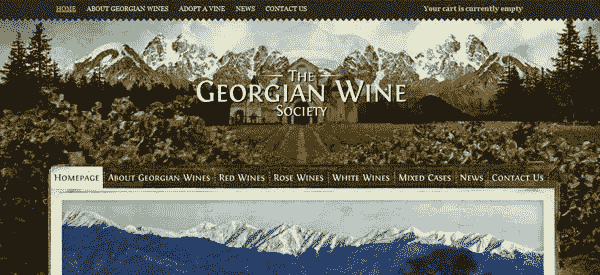 HOME ABOUT GEORGIAN WINES ADOPT A VINE NEWS CONTACT US Your cart is currently empty
THE
GEORGIAN WINE
SOCIETY
HOMEPAGE ABOUT GEORGIAN WINES RED WINES ROSE WINES WHITE WINES MIXED CASES NEWS CONTACT US